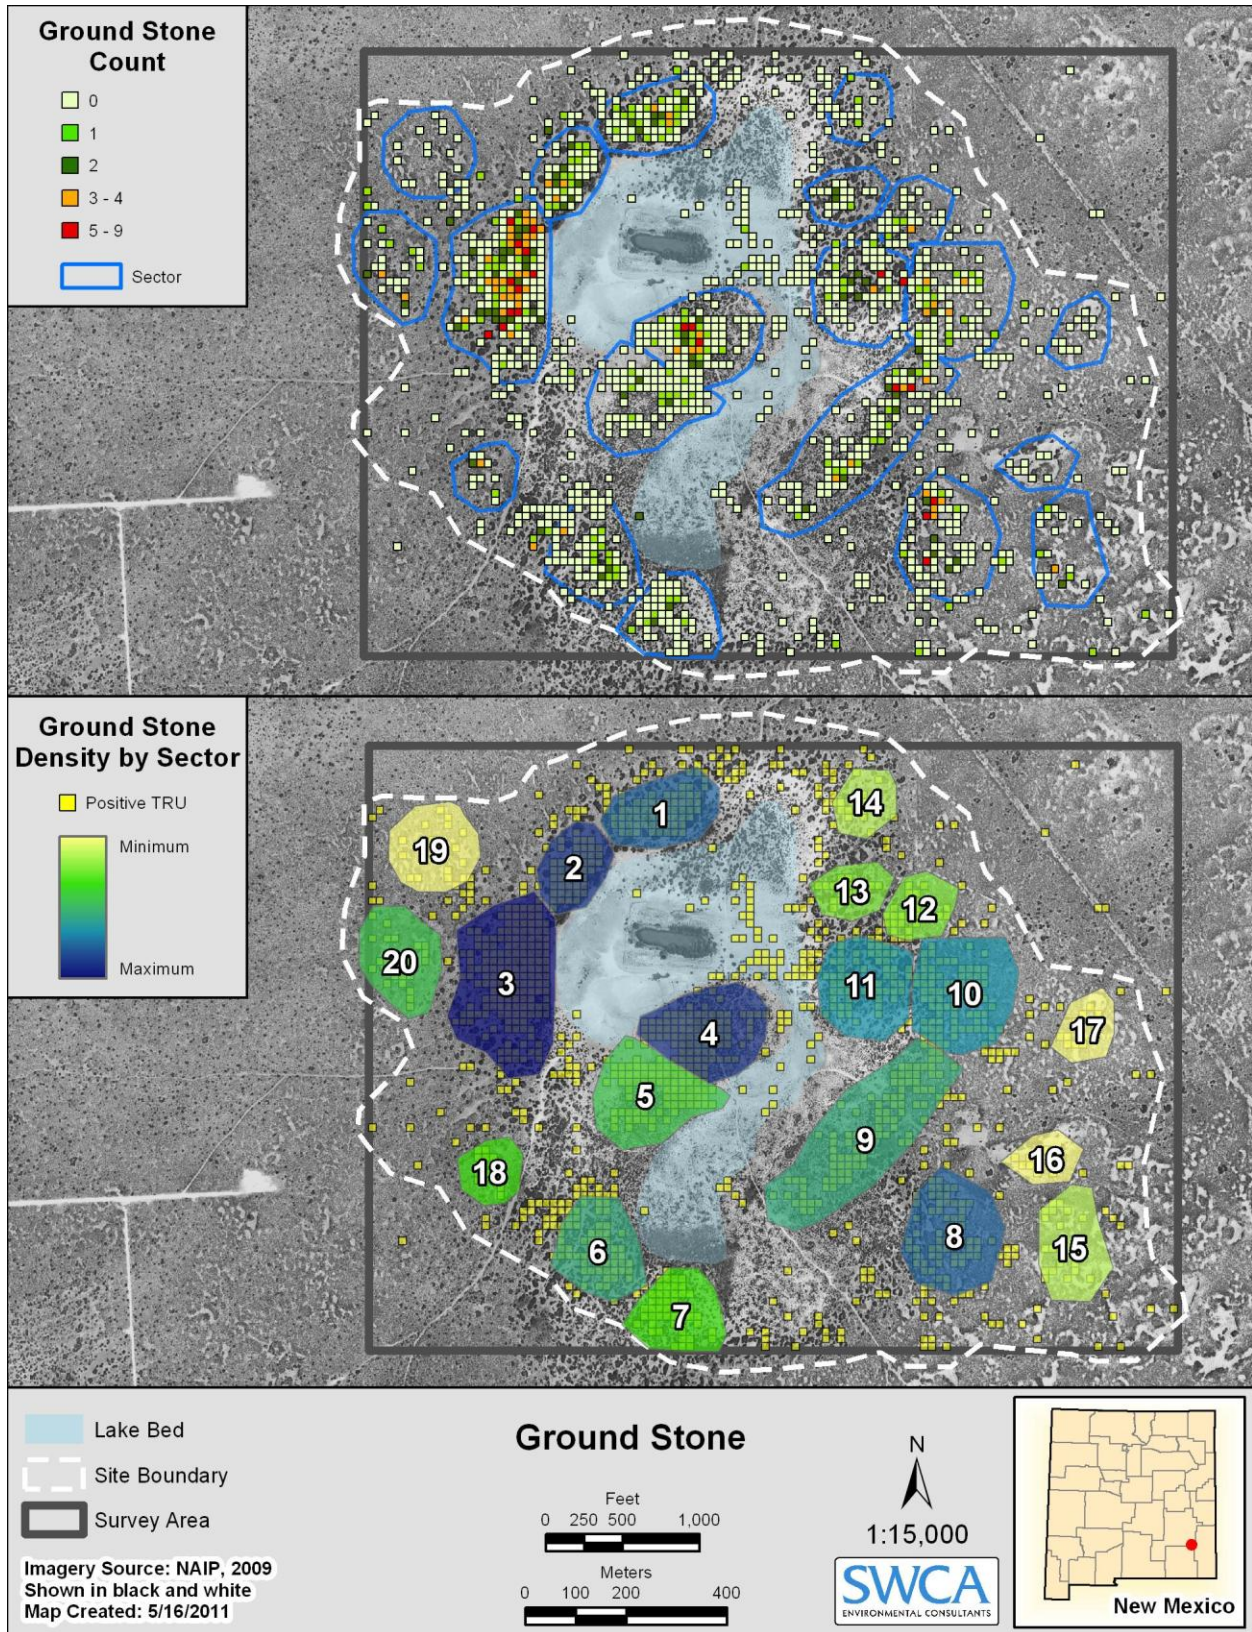 Ground Stone
Count
0
1
2
3 - 4
5 - 9
Sector
Ground Stone
Density by Sector
Positive TRU
Minimum
Maximum
1
14
19
2
13
12
20
3
11
10
4
17
5
9
16
18
8
15
6
7
Lake Bed
Site Boundary
Survey Area
Imagery Source: NAIP, 2009
Shown in black and white
Map Created: 5/16/2011
Ground Stone
Feet
0 250 500 1,000
Meters
0 100 200 400
N
1:15,000
SWCA
ENVIRONMENTAL CONSULTANTS
New Mexico